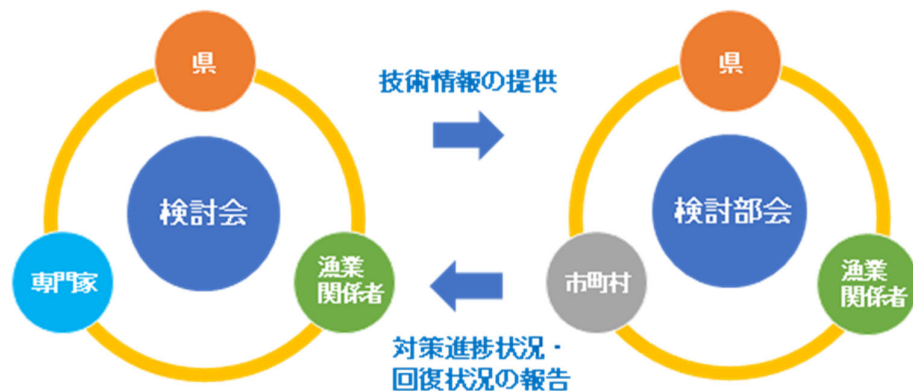 県
検討会
専門家
漁業
関係者
技術情報の提供
対策進捗状況・
回復状況の報告
県
検討部会
市町村
漁業
関係者